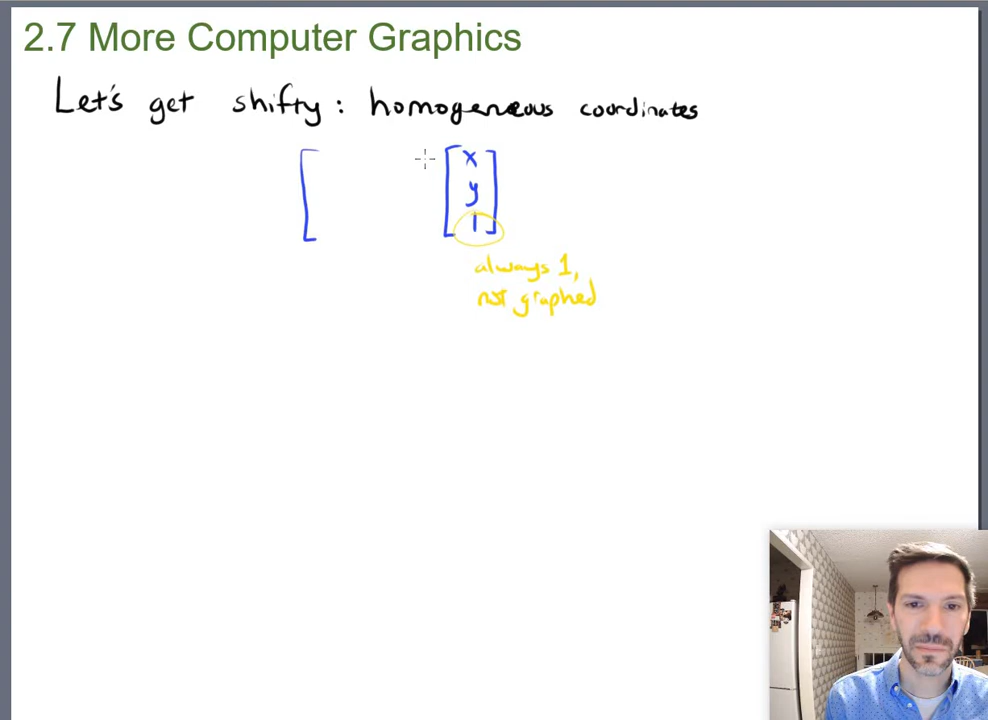 2.7 More Computer Graphics
Let's get shifty: homogeneous coordinates
x
y
1
always 1,
not graphed